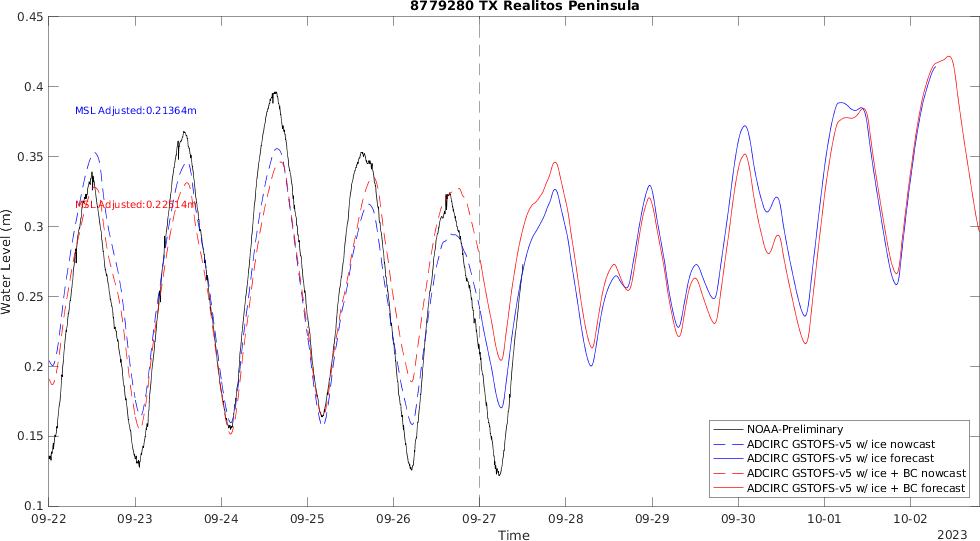 8779280 TX Realitos Peninsula
0.45
0.4
0.35
0.3
0.25
0.2
0.15
0.1
Water Level (m)
MSL Adjusted:0.21364m
MSL Adjusted:0.22514m
NOAA-Preliminary
ADCIRC GSTOFS-v5 w/ ice nowcast
ADCIRC GSTOFS-v5 w/ ice forecast
ADCIRC GSTOFS-v5 w/ ice + BC nowcast
ADCIRC GSTOFS-v5 w/ ice + BC forecast
09-22 09-23 09-24 09-25 09-26 09-27 09-28 09-29 09-30 10-01 10-02
Time
2023